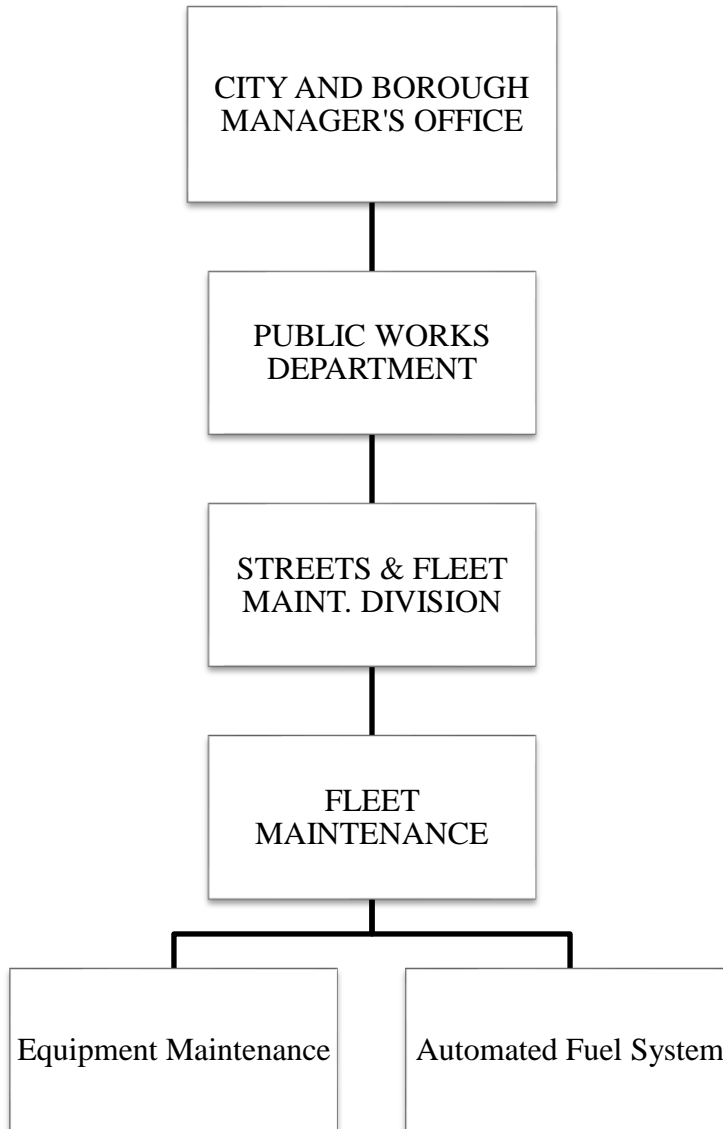 CITY AND BOROUGH
MANAGER'S OFFICE
PUBLIC WORKS
DEPARTMENT
STREETS & FLEET
MAINT. DIVISION
FLEET
MAINTENANCE
Equipment Maintenance
Automated Fuel System